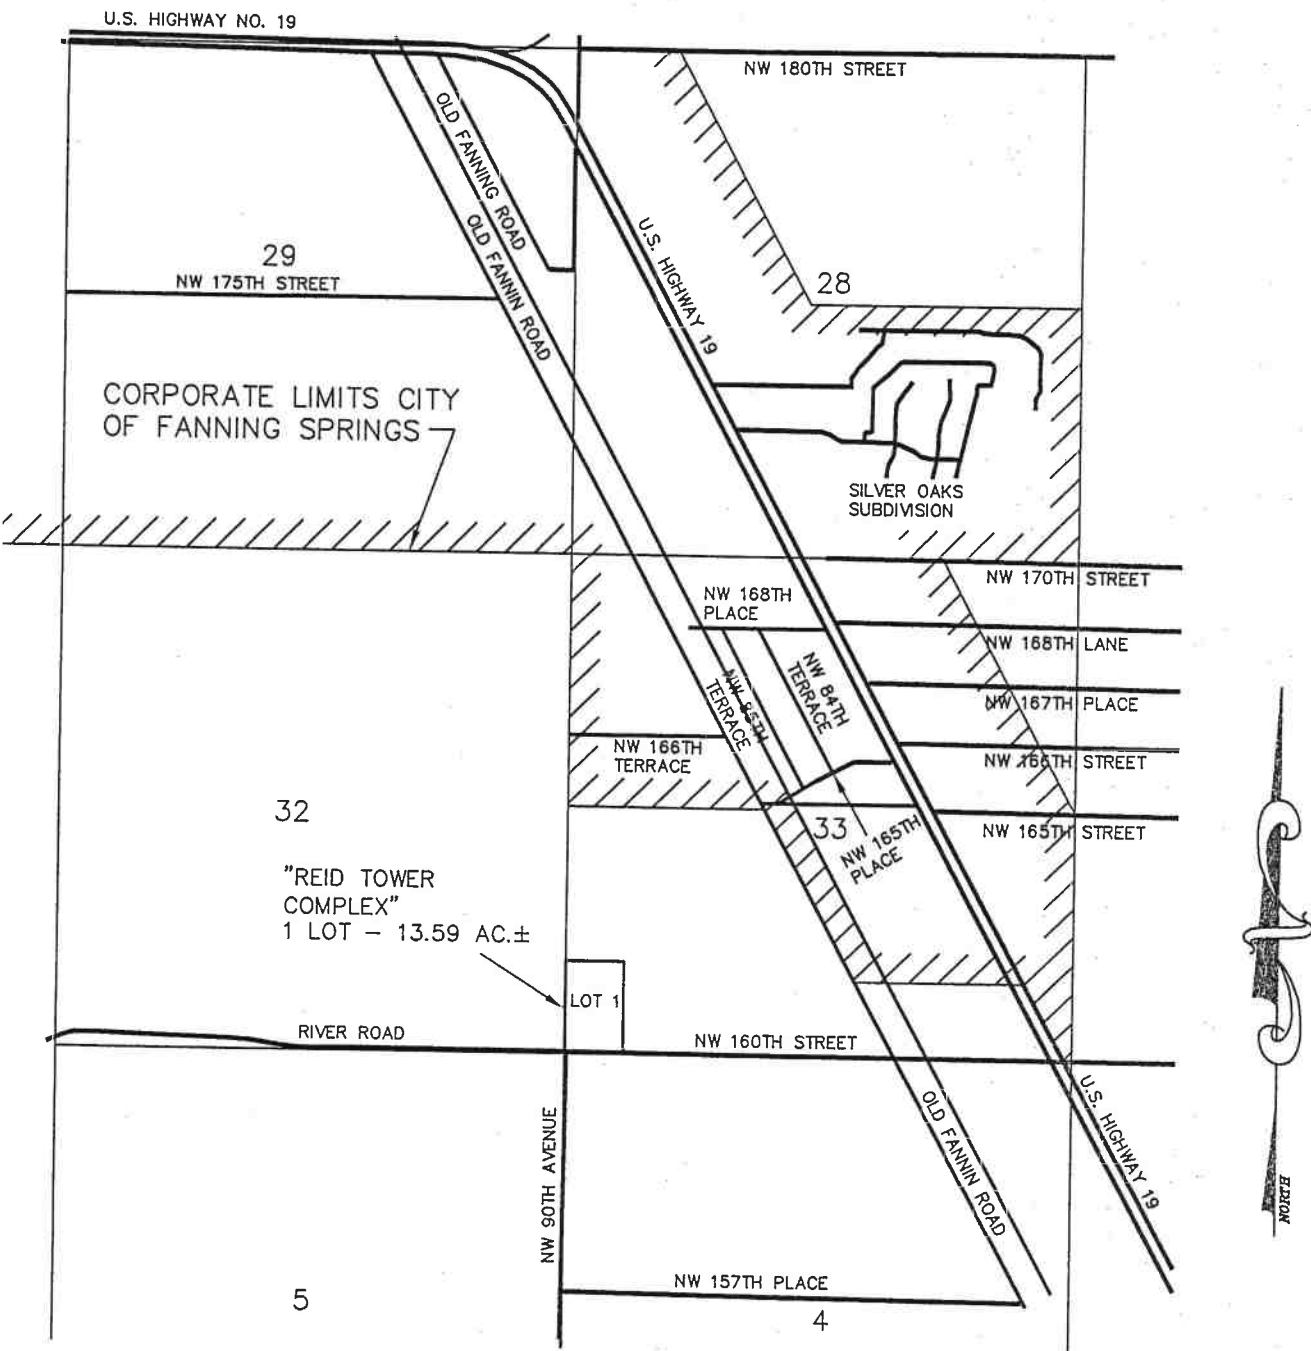 U.S. HIGHWAY NO. 19
NW 180TH STREET
OLD FANNING ROAD
OLD FANNIN ROAD
U.S. HIGHWAY 19
29
NW 175TH STREET
28
CORPORATE LIMITS CITY
OF FANNING SPRINGS
SILVER OAKS
SUBDIVISION
NW 170TH STREET
NW 168TH
PLACE
NW 168TH LANE
NW 84TH
TERRACE
NW 85TH
TERRACE
NW 167TH PLACE
NW 166TH
TERRACE
NW 166TH STREET
32
33
NW 165TH
PLACE
NW 165TH STREET
"REID TOWER
COMPLEX"
1 LOT - 13.59 AC.±
LOT 1
RIVER ROAD
NW 160TH STREET
NW 90TH AVENUE
OLD FANNIN ROAD
U.S. HIGHWAY 19
NORTH
NW 157TH PLACE
5
4